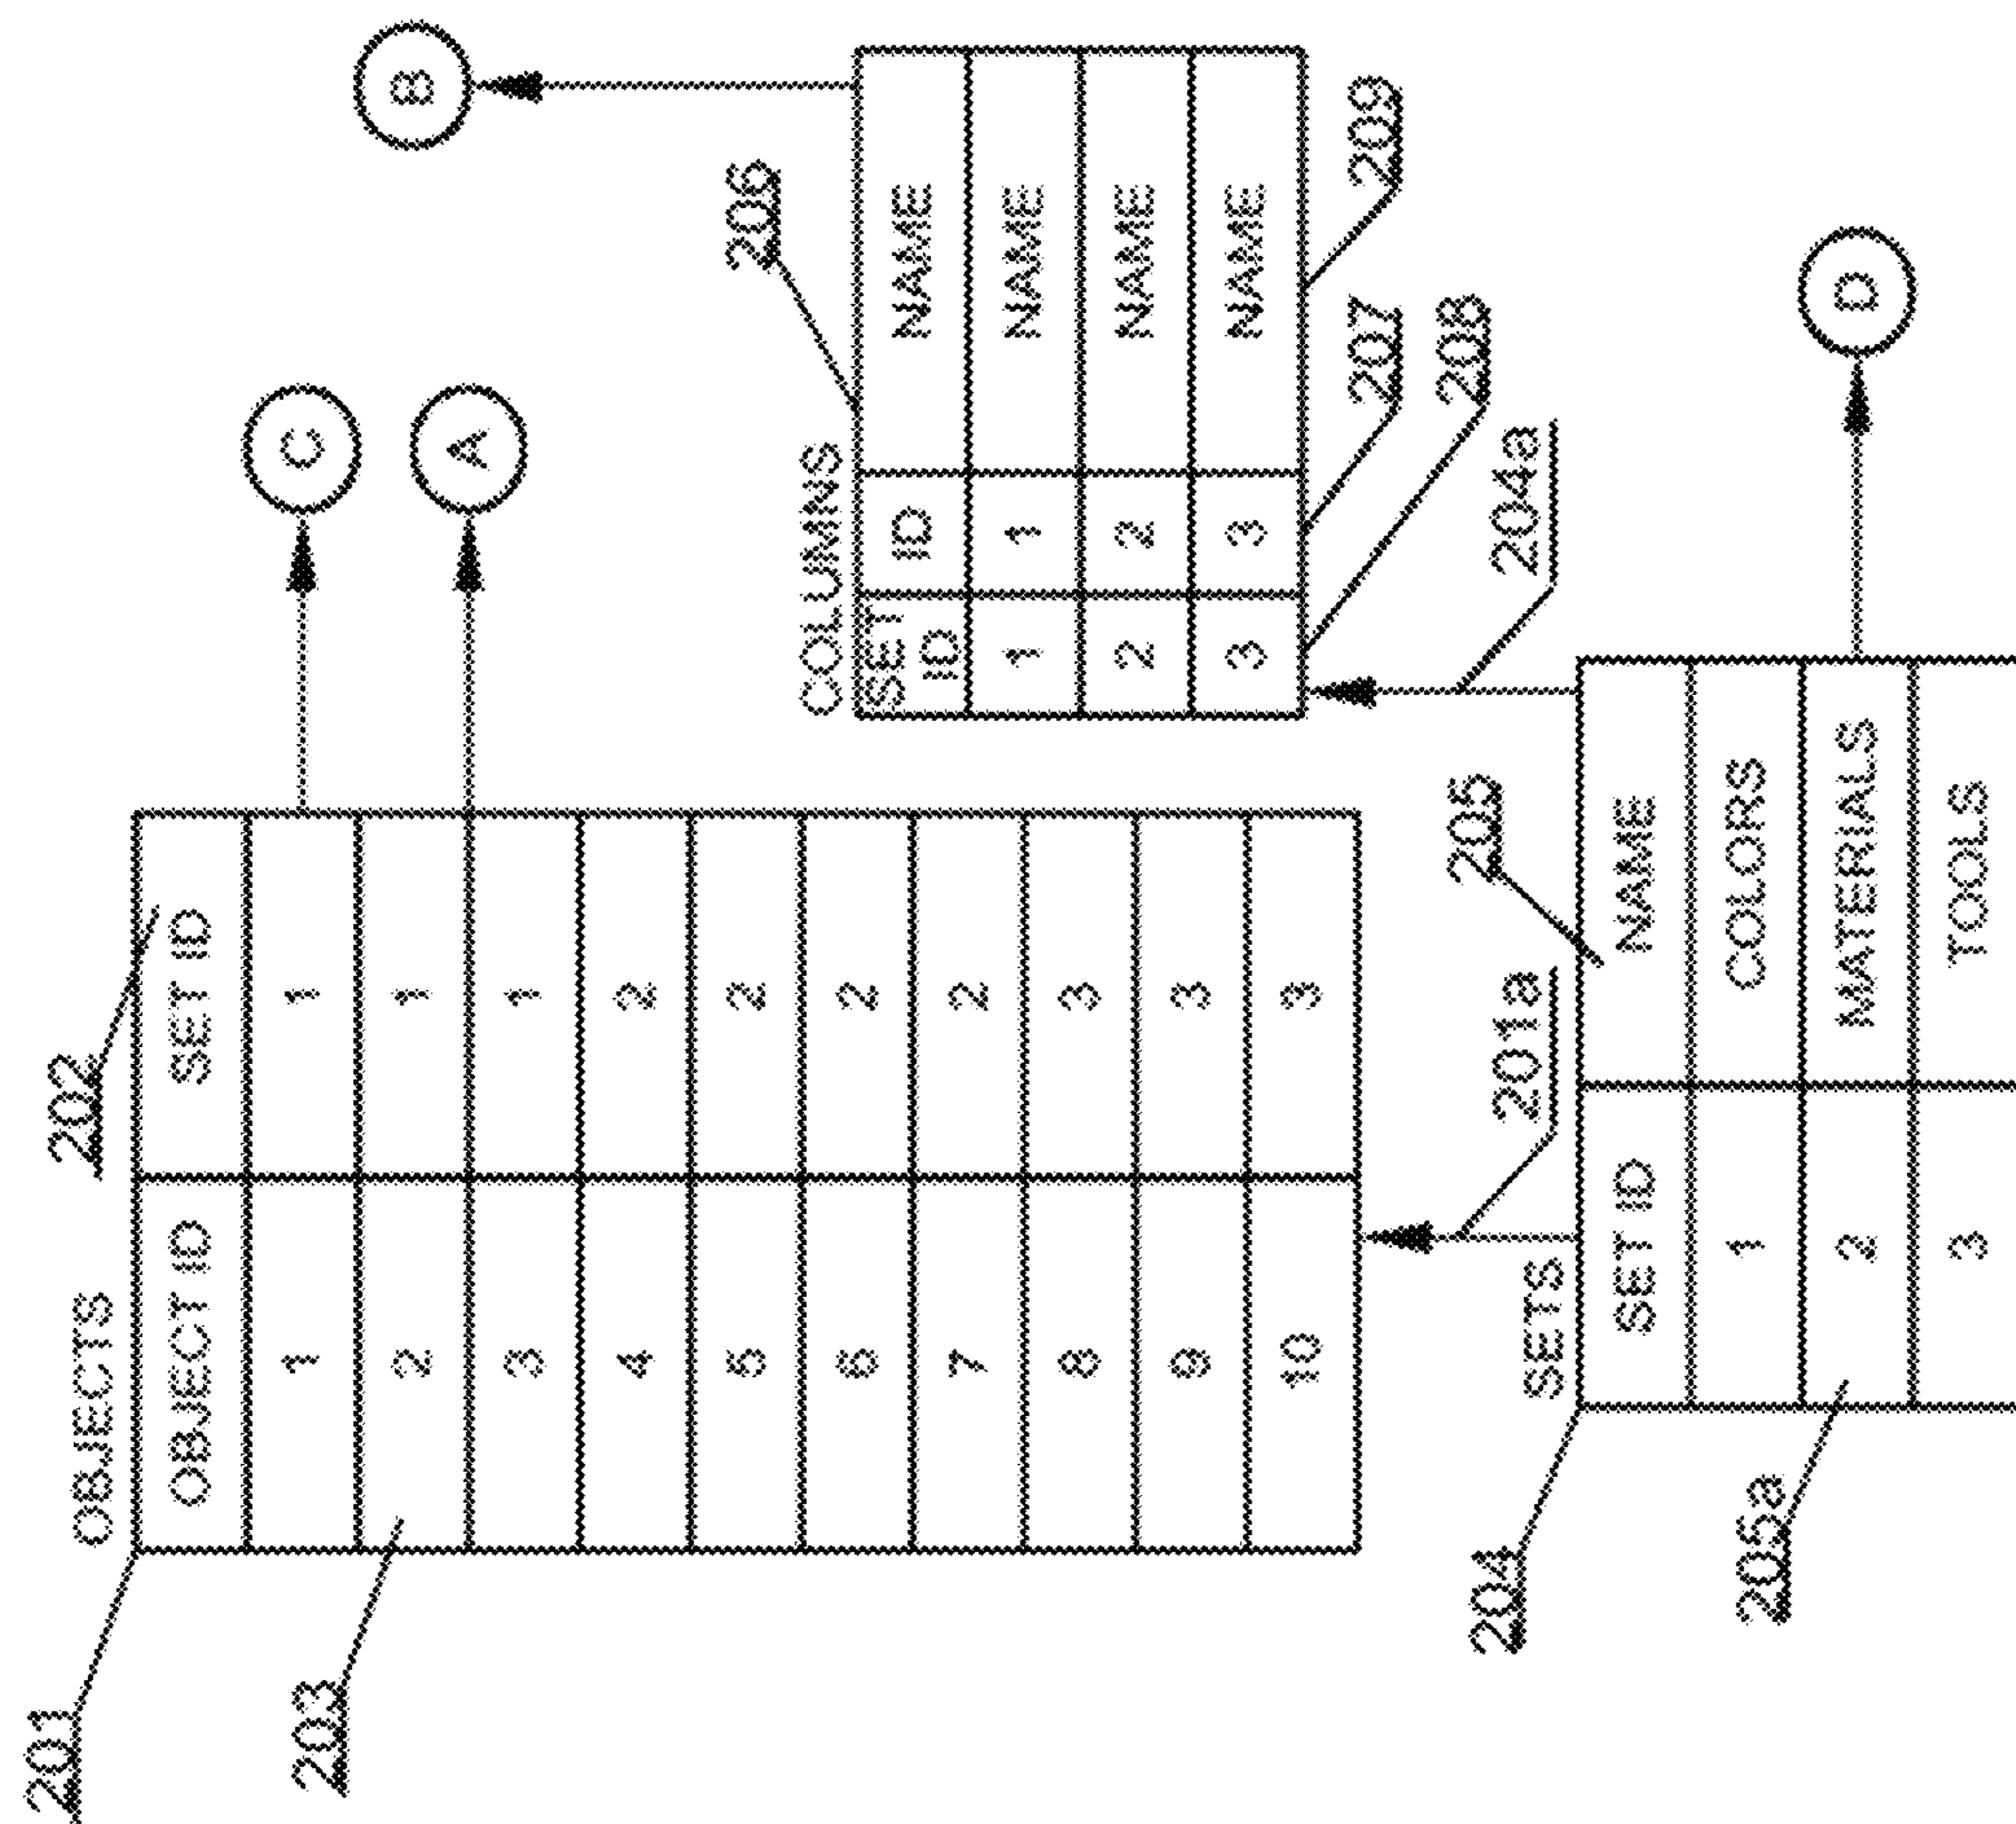 201
OBJECTS
202
OBJECT ID SET ID
1 1
2 1
3 1
4 2
5 2
6 2
7 2
8 3
9 3
10 3
203
C
A
B
206
COLUMNS
SET ID ID NAME
1 1 NAME
2 2 NAME
3 3 NAME
209
207
208
204a
201a
204
SETS
205
SET ID NAME
1 COLORS
2 MATERIALS
3 TOOLS
205a
D